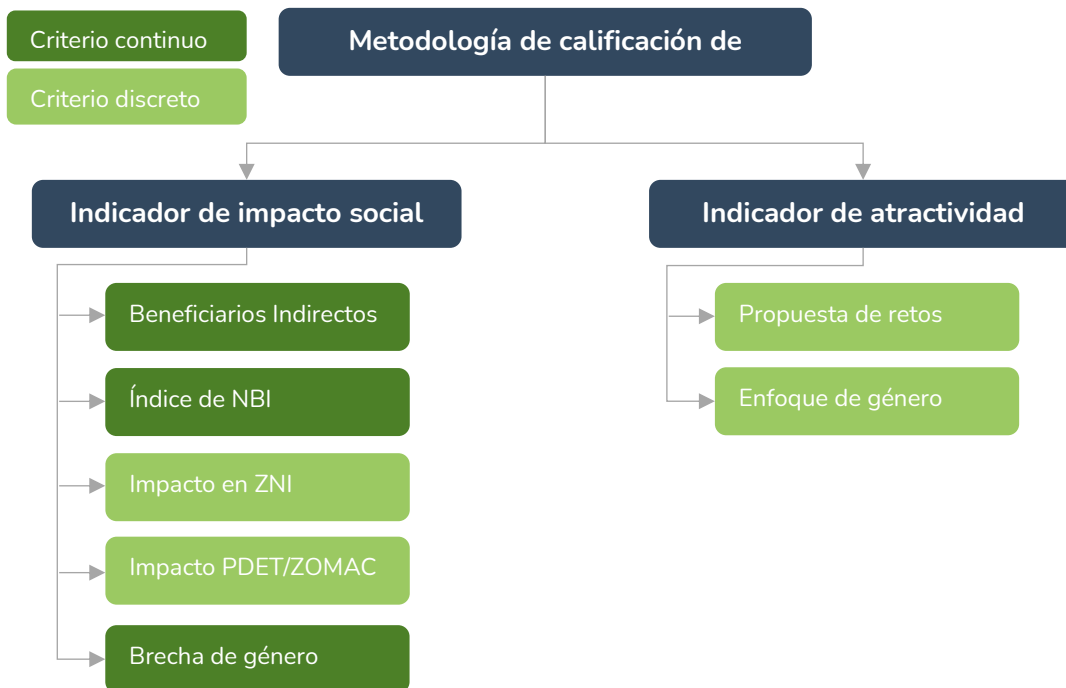 Criterio continuo
Criterio discreto
Metodología de calificación de
Indicador de impacto social
Beneficiarios Indirectos
Índice de NBI
Impacto en ZNI
Impacto PDET/ZOMAC
Brecha de género
Indicador de atractividad
Propuesta de retos
Enfoque de género